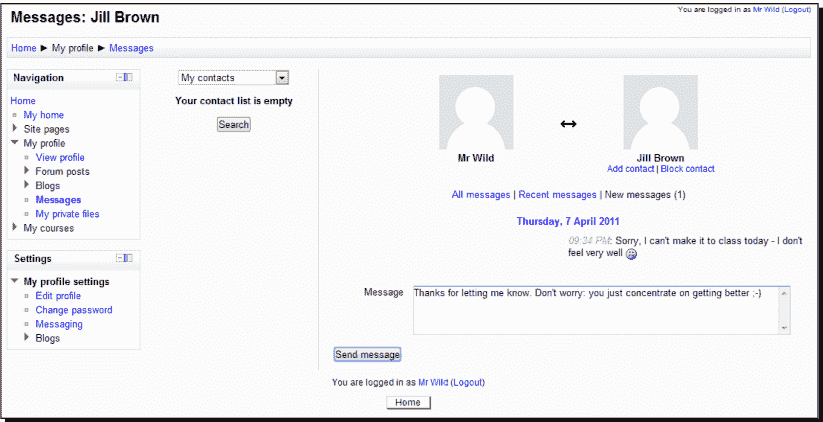 Messages: Jill Brown
You are logged in as Mr Wild (Logout)
Home ► My profile ► Messages
Navigation
Home
My home
Site pages
My profile
View profile
Forum posts
Blogs
Messages
My private files
My courses
Settings
My profile settings
Edit profile
Change password
Messaging
Blogs
My contacts
Your contact list is empty
Search
Mr Wild
↔
Jill Brown
Add contact | Block contact
All messages | Recent messages | New messages (1)
Thursday, 7 April 2011
09:34 PM: Sorry, I can't make it to class today - I don't
feel very well
Message
Thanks for letting me know. Don't worry: you just concentrate on getting better ;-)
Send message
You are logged in as Mr Wild (Logout)
Home